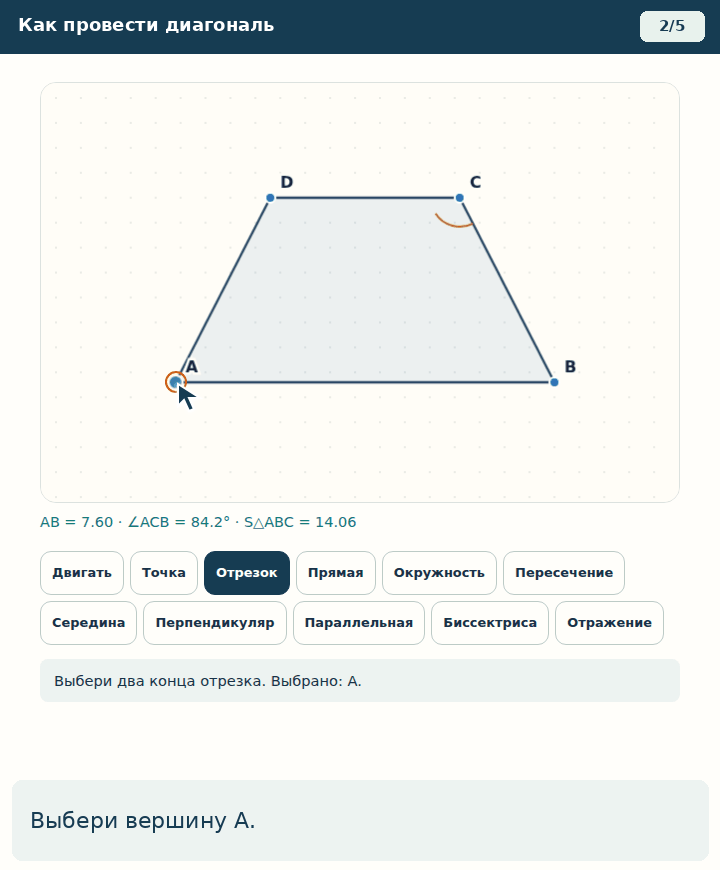 Как провести диагональ
2/5
D
C
A
B
AB = 7.60 · ∠ACB = 84.2° · S△ABC = 14.06
Двигать Точка Отрезок Прямая Окружность Пересечение
Середина Перпендикуляр Параллельная Биссектриса Отражение
Выбери два конца отрезка. Выбрано: A.
Выбери вершину A.